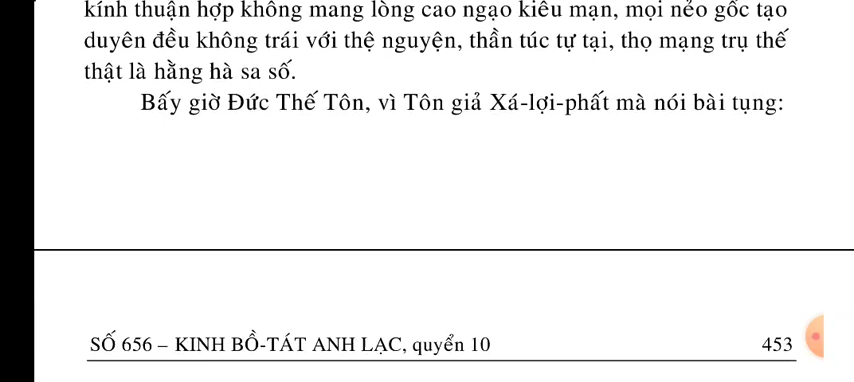 kính thuận hợp không mang lòng cao ngạo kiêu mạn, mọi nẻo gốc tạo
duyên đều không trái với thệ nguyện, thần túc tự tại, thọ mạng trụ thế
thật là hằng hà sa số.
Bấy giờ Đức Thế Tôn, vì Tôn giả Xá-lợi-phất mà nói bài tụng:
SỐ 656 – KINH BỒ-TÁT ANH LẠC, quyển 10 453